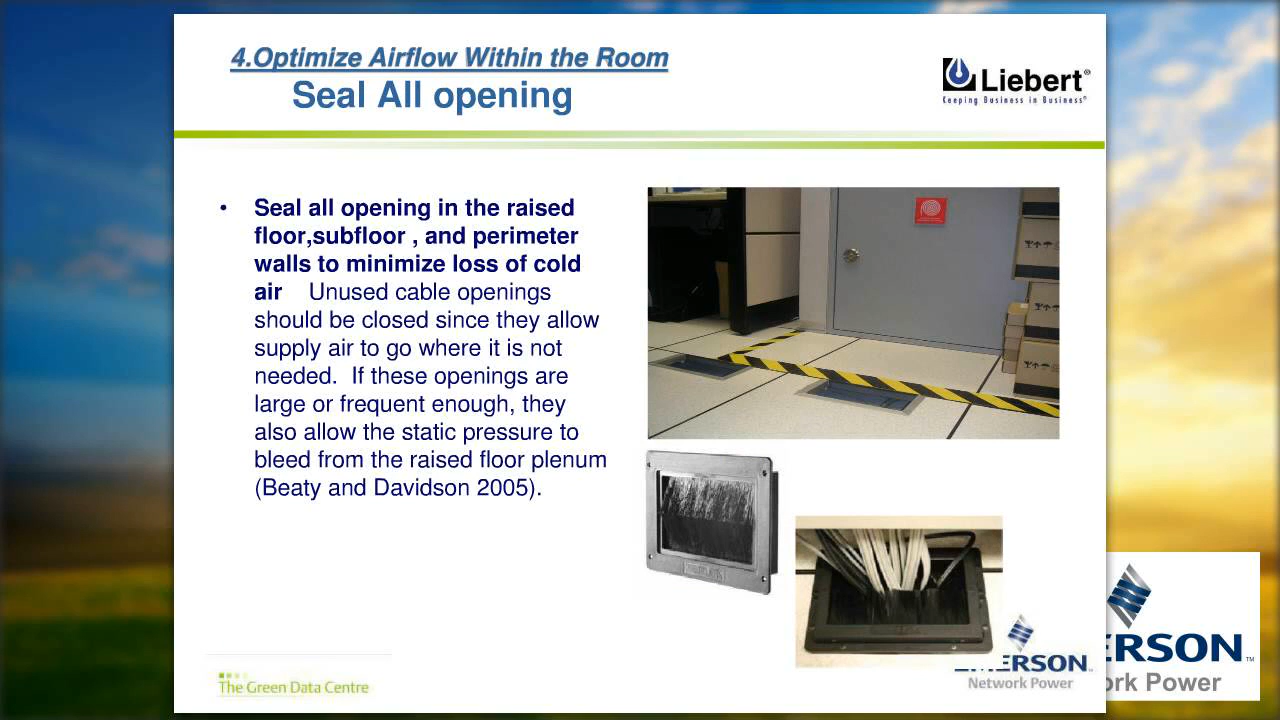 4.Optimize Airflow Within the Room
Seal All opening
Liebert®
Keeping Business in Business®
• Seal all opening in the raised
floor,subfloor , and perimeter
walls to minimize loss of cold
air Unused cable openings
should be closed since they allow
supply air to go where it is not
needed. If these openings are
large or frequent enough, they
also allow the static pressure to
bleed from the raised floor plenum
(Beaty and Davidson 2005).
The Green Data Centre
EMERSON
Network Power
ERSON™
ork Power